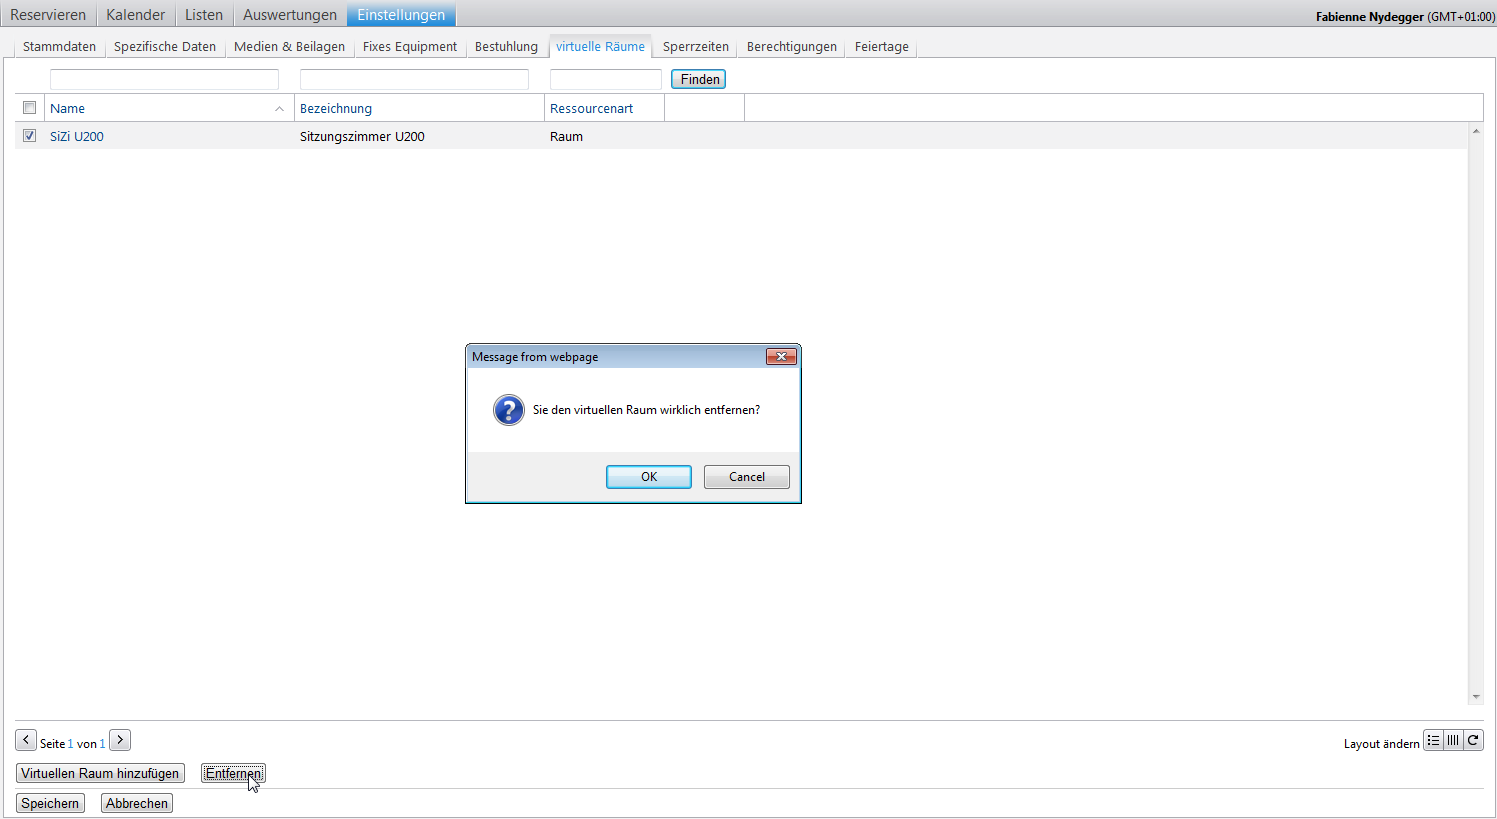 Reservieren Kalender Listen Auswertungen Einstellungen Fabienne Nydegger (GMT+01:00)
Stammdaten Spezifische Daten Medien & Beilagen Fixes Equipment Bestuhlung virtuelle Räume Sperrzeiten Berechtigungen Feiertage
Finden
Name Bezeichnung Ressourcenart
SiZi U200 Sitzungszimmer U200 Raum
Message from webpage
Sie den virtuellen Raum wirklich entfernen?
OK Cancel
Seite 1 von 1 Layout ändern
Virtuellen Raum hinzufügen Entfernen
Speichern Abbrechen